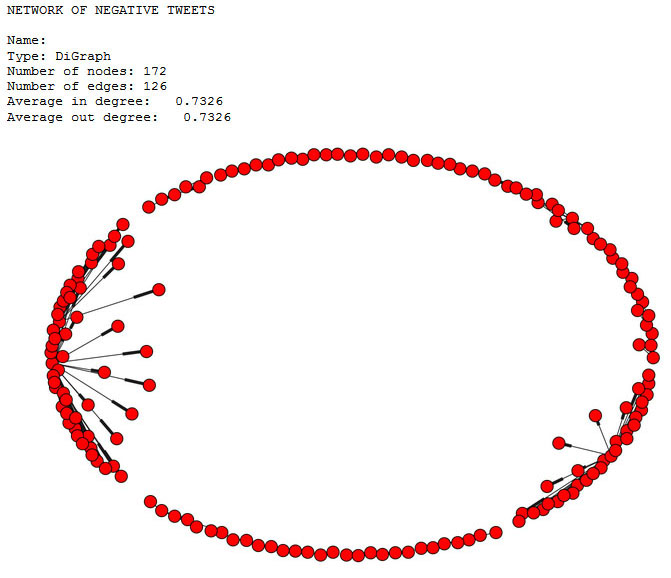 NETWORK OF NEGATIVE TWEETS
Name:
Type: DiGraph
Number of nodes: 172
Number of edges: 126
Average in degree:   0.7326
Average out degree:   0.7326